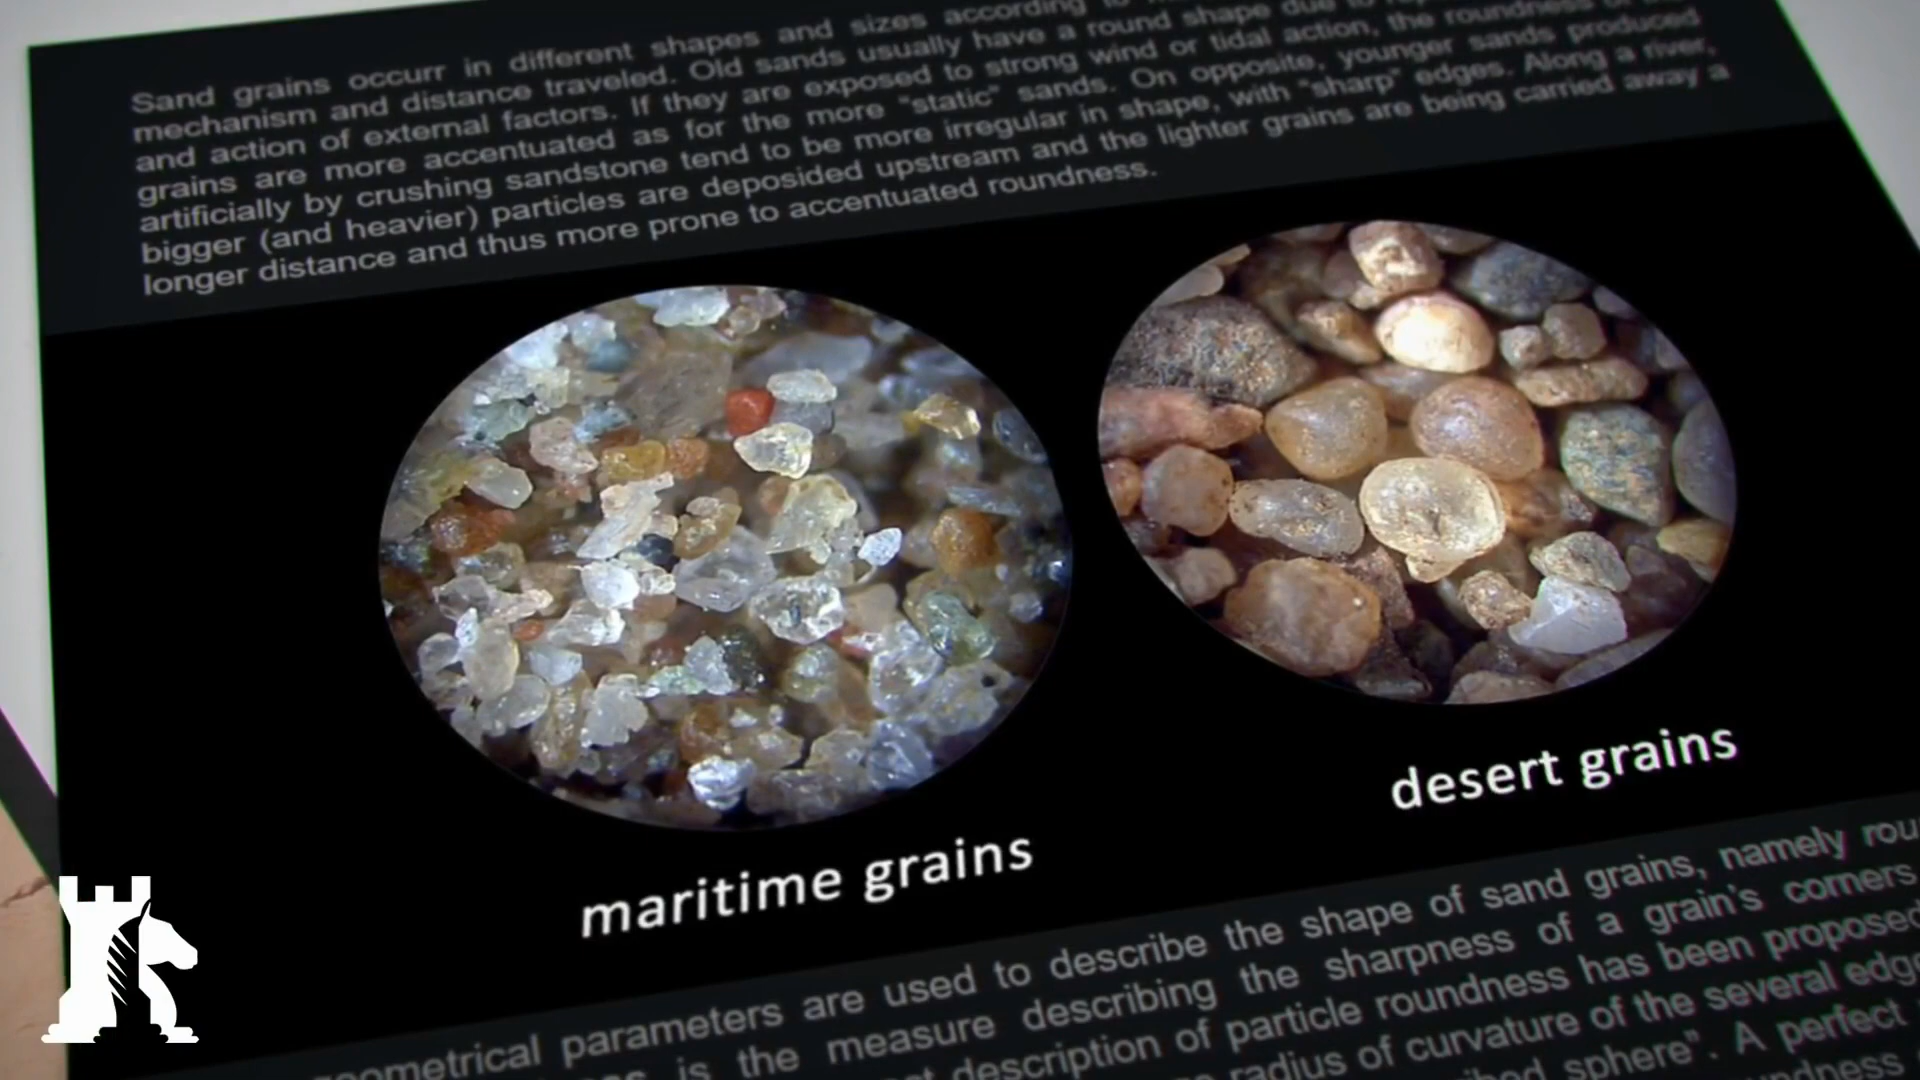 Sand grains occurr in different shapes and sizes according to
mechanism and distance traveled. Old sands usually have a round shape due to
and action of external factors. If they are exposed to strong wind or tidal action, the roundness of
grains are more accentuated as for the more "static" sands. On opposite, younger sands produced
artificially by crushing sandstone tend to be more irregular in shape, with "sharp" edges. Along a river,
bigger (and heavier) particles are deposided upstream and the lighter grains are being carried away a
longer distance and thus more prone to accentuated roundness.
maritime grains
desert grains
parameters are used to describe the shape of sand grains, namely
is the measure describing the sharpness of a grain's corners
description of particle roundness has been proposed
radius of curvature of the several
sphere". A perfect